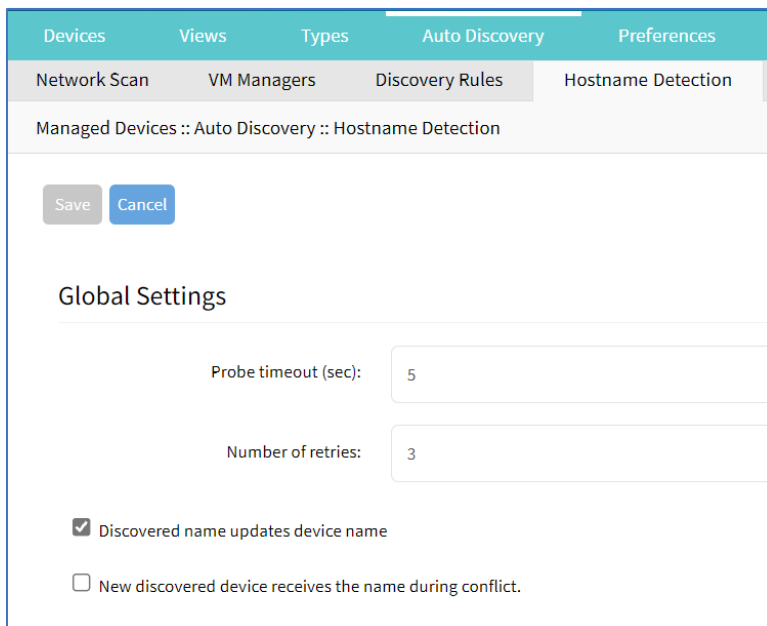 Devices Views Types Auto Discovery Preferences
Network Scan VM Managers Discovery Rules Hostname Detection
Managed Devices :: Auto Discovery :: Hostname Detection
Save Cancel
Global Settings
Probe timeout (sec): 5
Number of retries: 3
Discovered name updates device name
New discovered device receives the name during conflict.